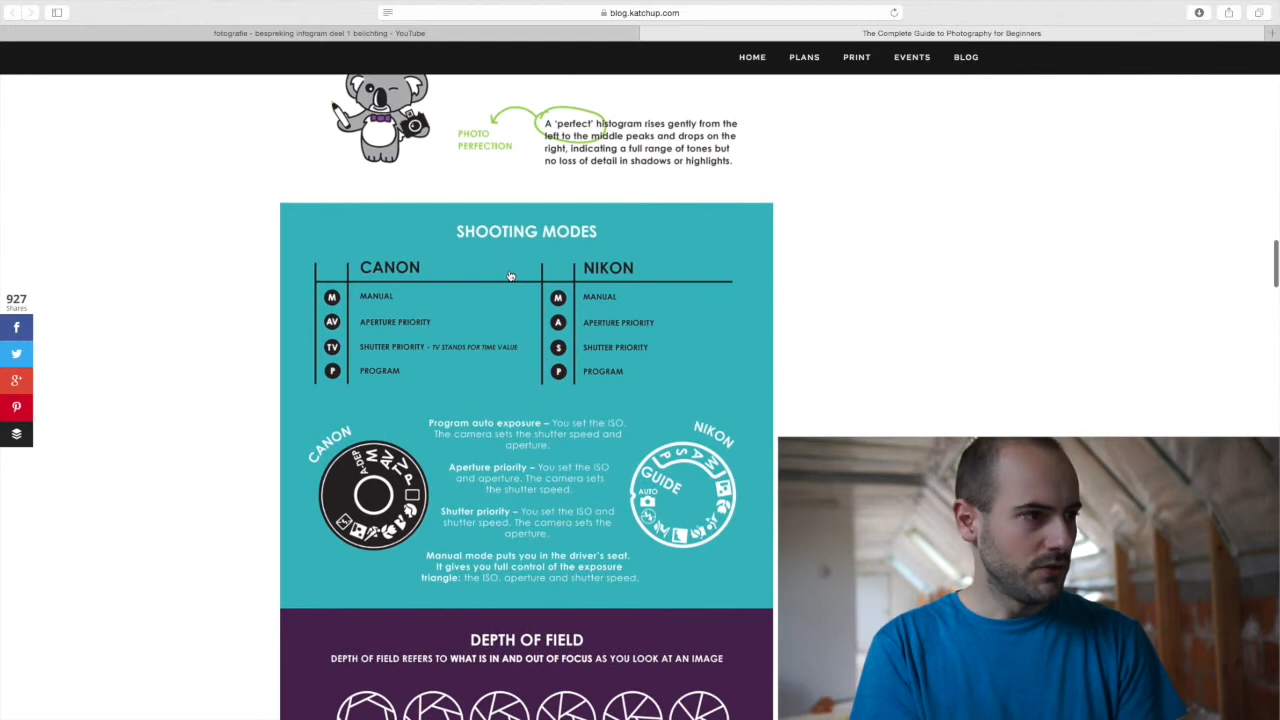 blog.katchup.com
fotografie - bespreking infogram deel 1 belichting - YouTube
The Complete Guide to Photography for Beginners
HOME PLANS PRINT EVENTS BLOG
PHOTO
PERFECTION
A 'perfect' histogram rises gently from the
left to the middle peaks and drops on the
right, indicating a full range of tones but
no loss of detail in shadows or highlights.
SHOOTING MODES
CANON
M MANUAL
AV APERTURE PRIORITY
TV SHUTTER PRIORITY - TV STANDS FOR TIME VALUE
P PROGRAM
NIKON
M MANUAL
A APERTURE PRIORITY
S SHUTTER PRIORITY
P PROGRAM
927
Shares
CANON
A-DEP M AV TV P
Program auto exposure – You set the ISO.
The camera sets the shutter speed and
aperture.
Aperture priority – You set the ISO
and aperture. The camera sets
the shutter speed.
Shutter priority – You set the ISO and
shutter speed. The camera sets the
aperture.
Manual mode puts you in the driver's seat.
It gives you full control of the exposure
triangle: the ISO, aperture and shutter speed.
NIKON
P S A M
GUIDE
AUTO
DEPTH OF FIELD
DEPTH OF FIELD REFERS TO WHAT IS IN AND OUT OF FOCUS AS YOU LOOK AT AN IMAGE